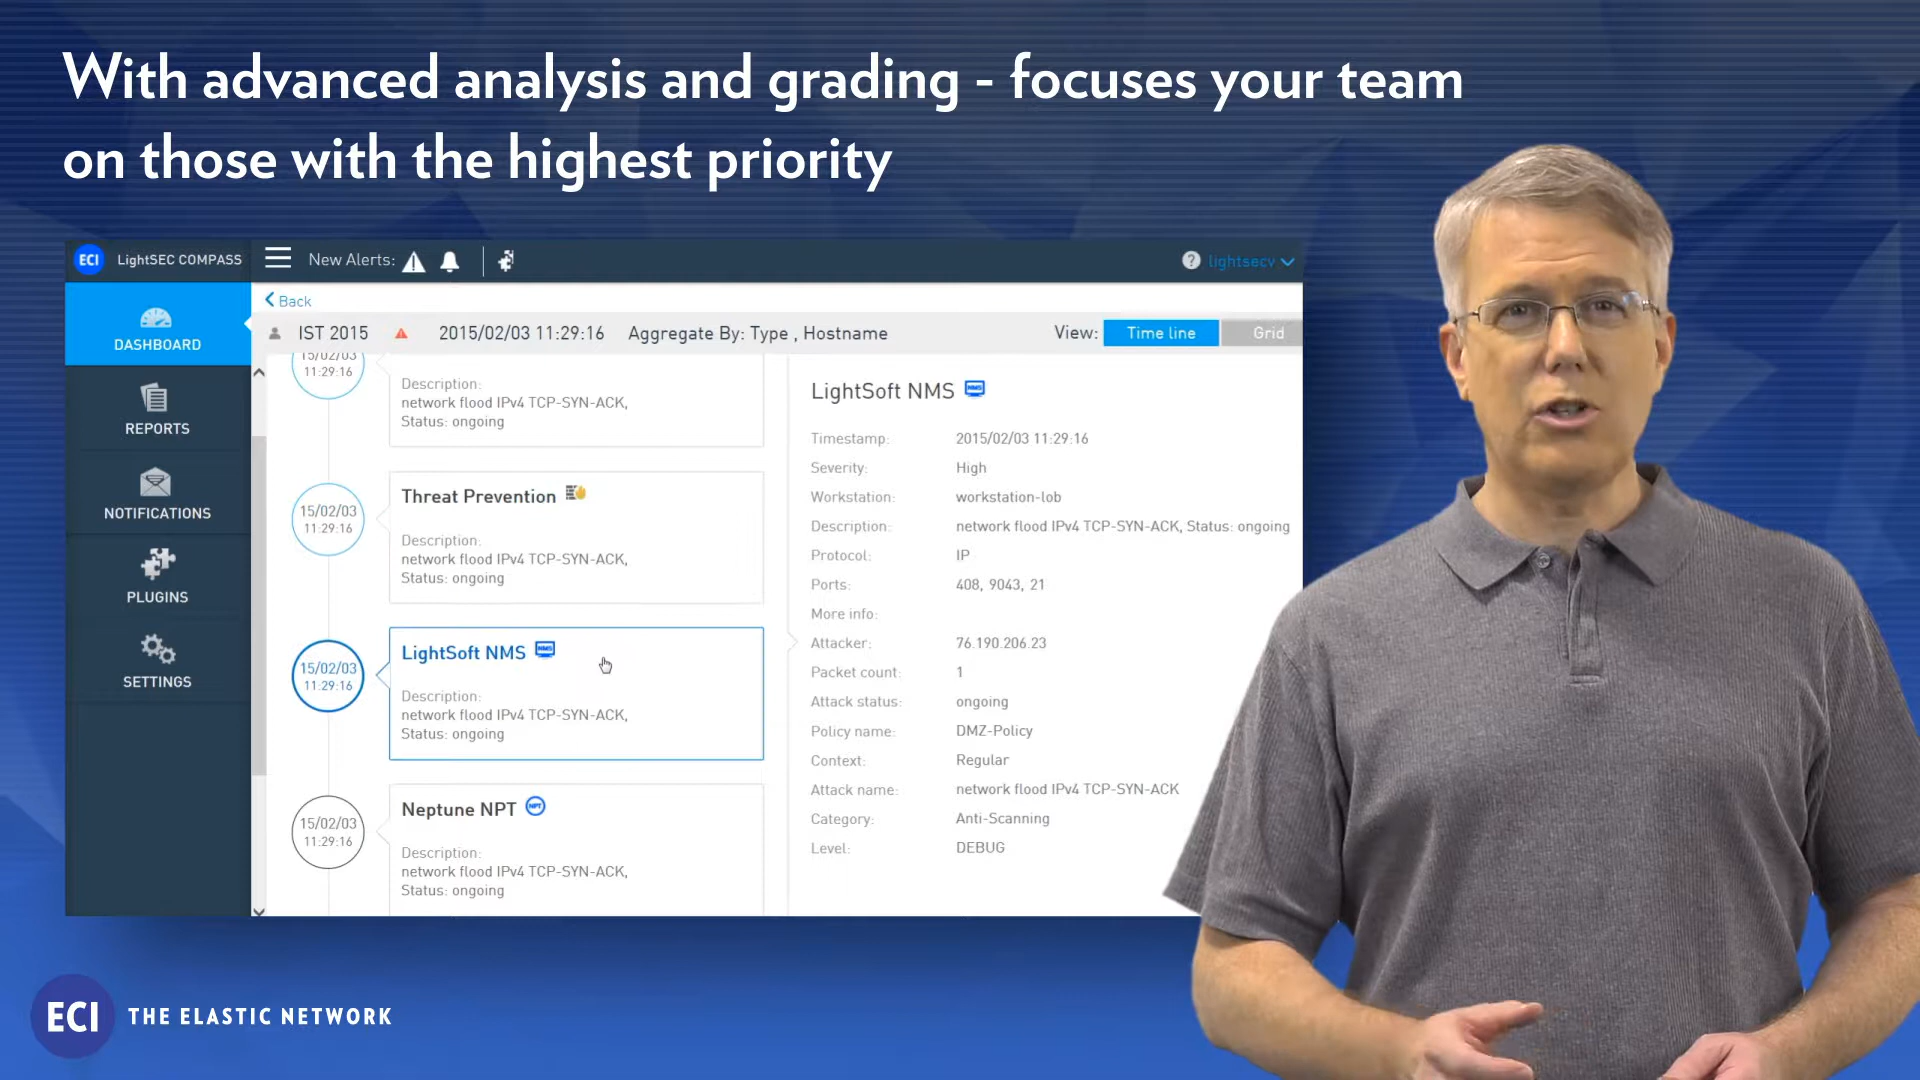 With advanced analysis and grading - focuses your team
on those with the highest priority
ECI LightSEC COMPASS New Alerts: ? lightsecv
Back
IST 2015 2015/02/03 11:29:16 Aggregate By: Type , Hostname View: Time line Grid
DASHBOARD
REPORTS
NOTIFICATIONS
PLUGINS
SETTINGS
15/02/03
11:29:16
Description:
network flood IPv4 TCP-SYN-ACK,
Status: ongoing
15/02/03
11:29:16
Threat Prevention
Description:
network flood IPv4 TCP-SYN-ACK,
Status: ongoing
15/02/03
11:29:16
LightSoft NMS NMS
Description:
network flood IPv4 TCP-SYN-ACK,
Status: ongoing
15/02/03
11:29:16
Neptune NPT NPT
Description:
network flood IPv4 TCP-SYN-ACK,
Status: ongoing
LightSoft NMS NMS
Timestamp: 2015/02/03 11:29:16
Severity: High
Workstation: workstation-lob
Description: network flood IPv4 TCP-SYN-ACK, Status: ongoing
Protocol: IP
Ports: 408, 9043, 21
More info:
Attacker: 76.190.206.23
Packet count: 1
Attack status: ongoing
Policy name: DMZ-Policy
Context: Regular
Attack name: network flood IPv4 TCP-SYN-ACK
Category: Anti-Scanning
Level: DEBUG
ECI THE ELASTIC NETWORK